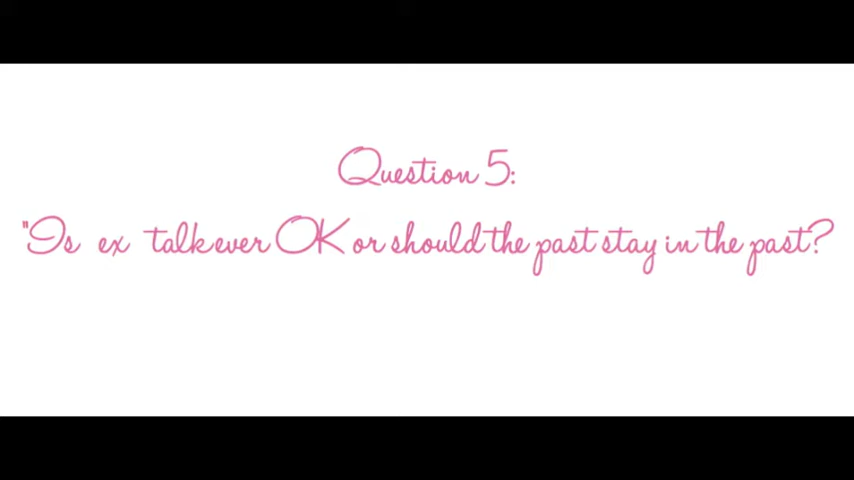 Question 5:
"Is ex talk ever OK or should the past stay in the past?